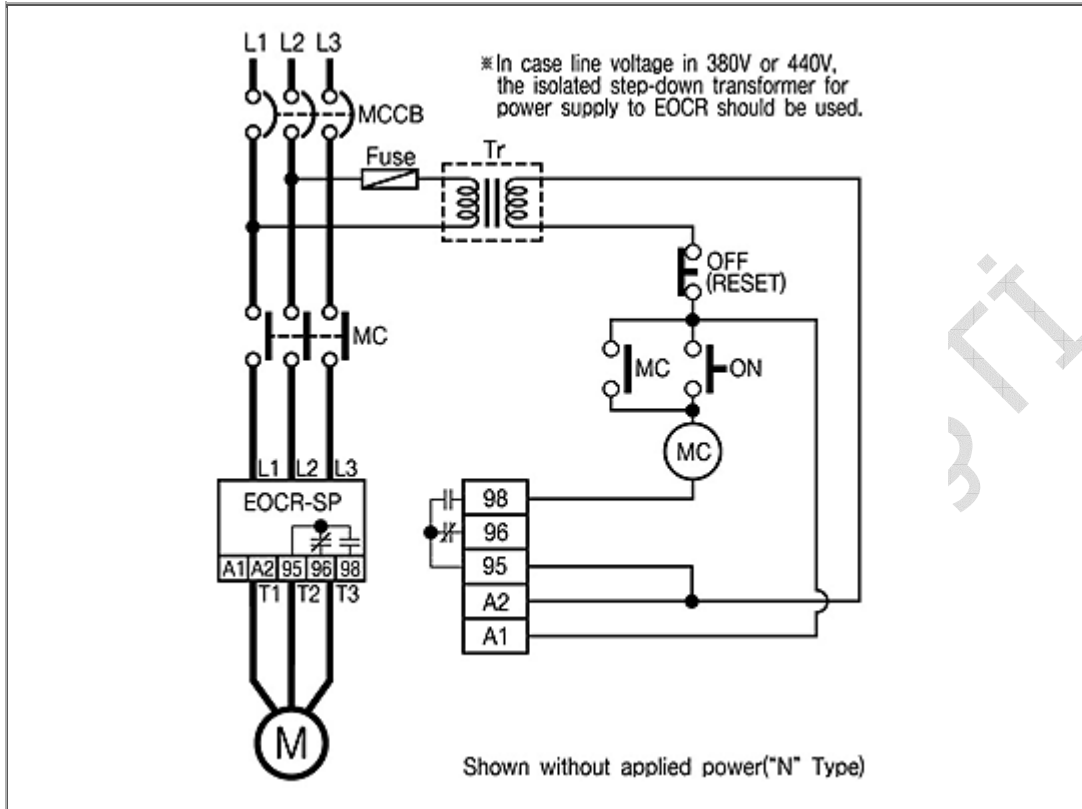 L1 L2 L3
※In case line voltage in 380V or 440V,
the isolated step-down transformer for
power supply to EOCR should be used.
MCCB
Fuse
Tr
OFF
(RESET)
MC
MC
ON
MC
L1 L2 L3
EOCR-SP
A1 A2 95 96 98
T1 T2 T3
98
96
95
A2
A1
M
Shown without applied power("N" Type)